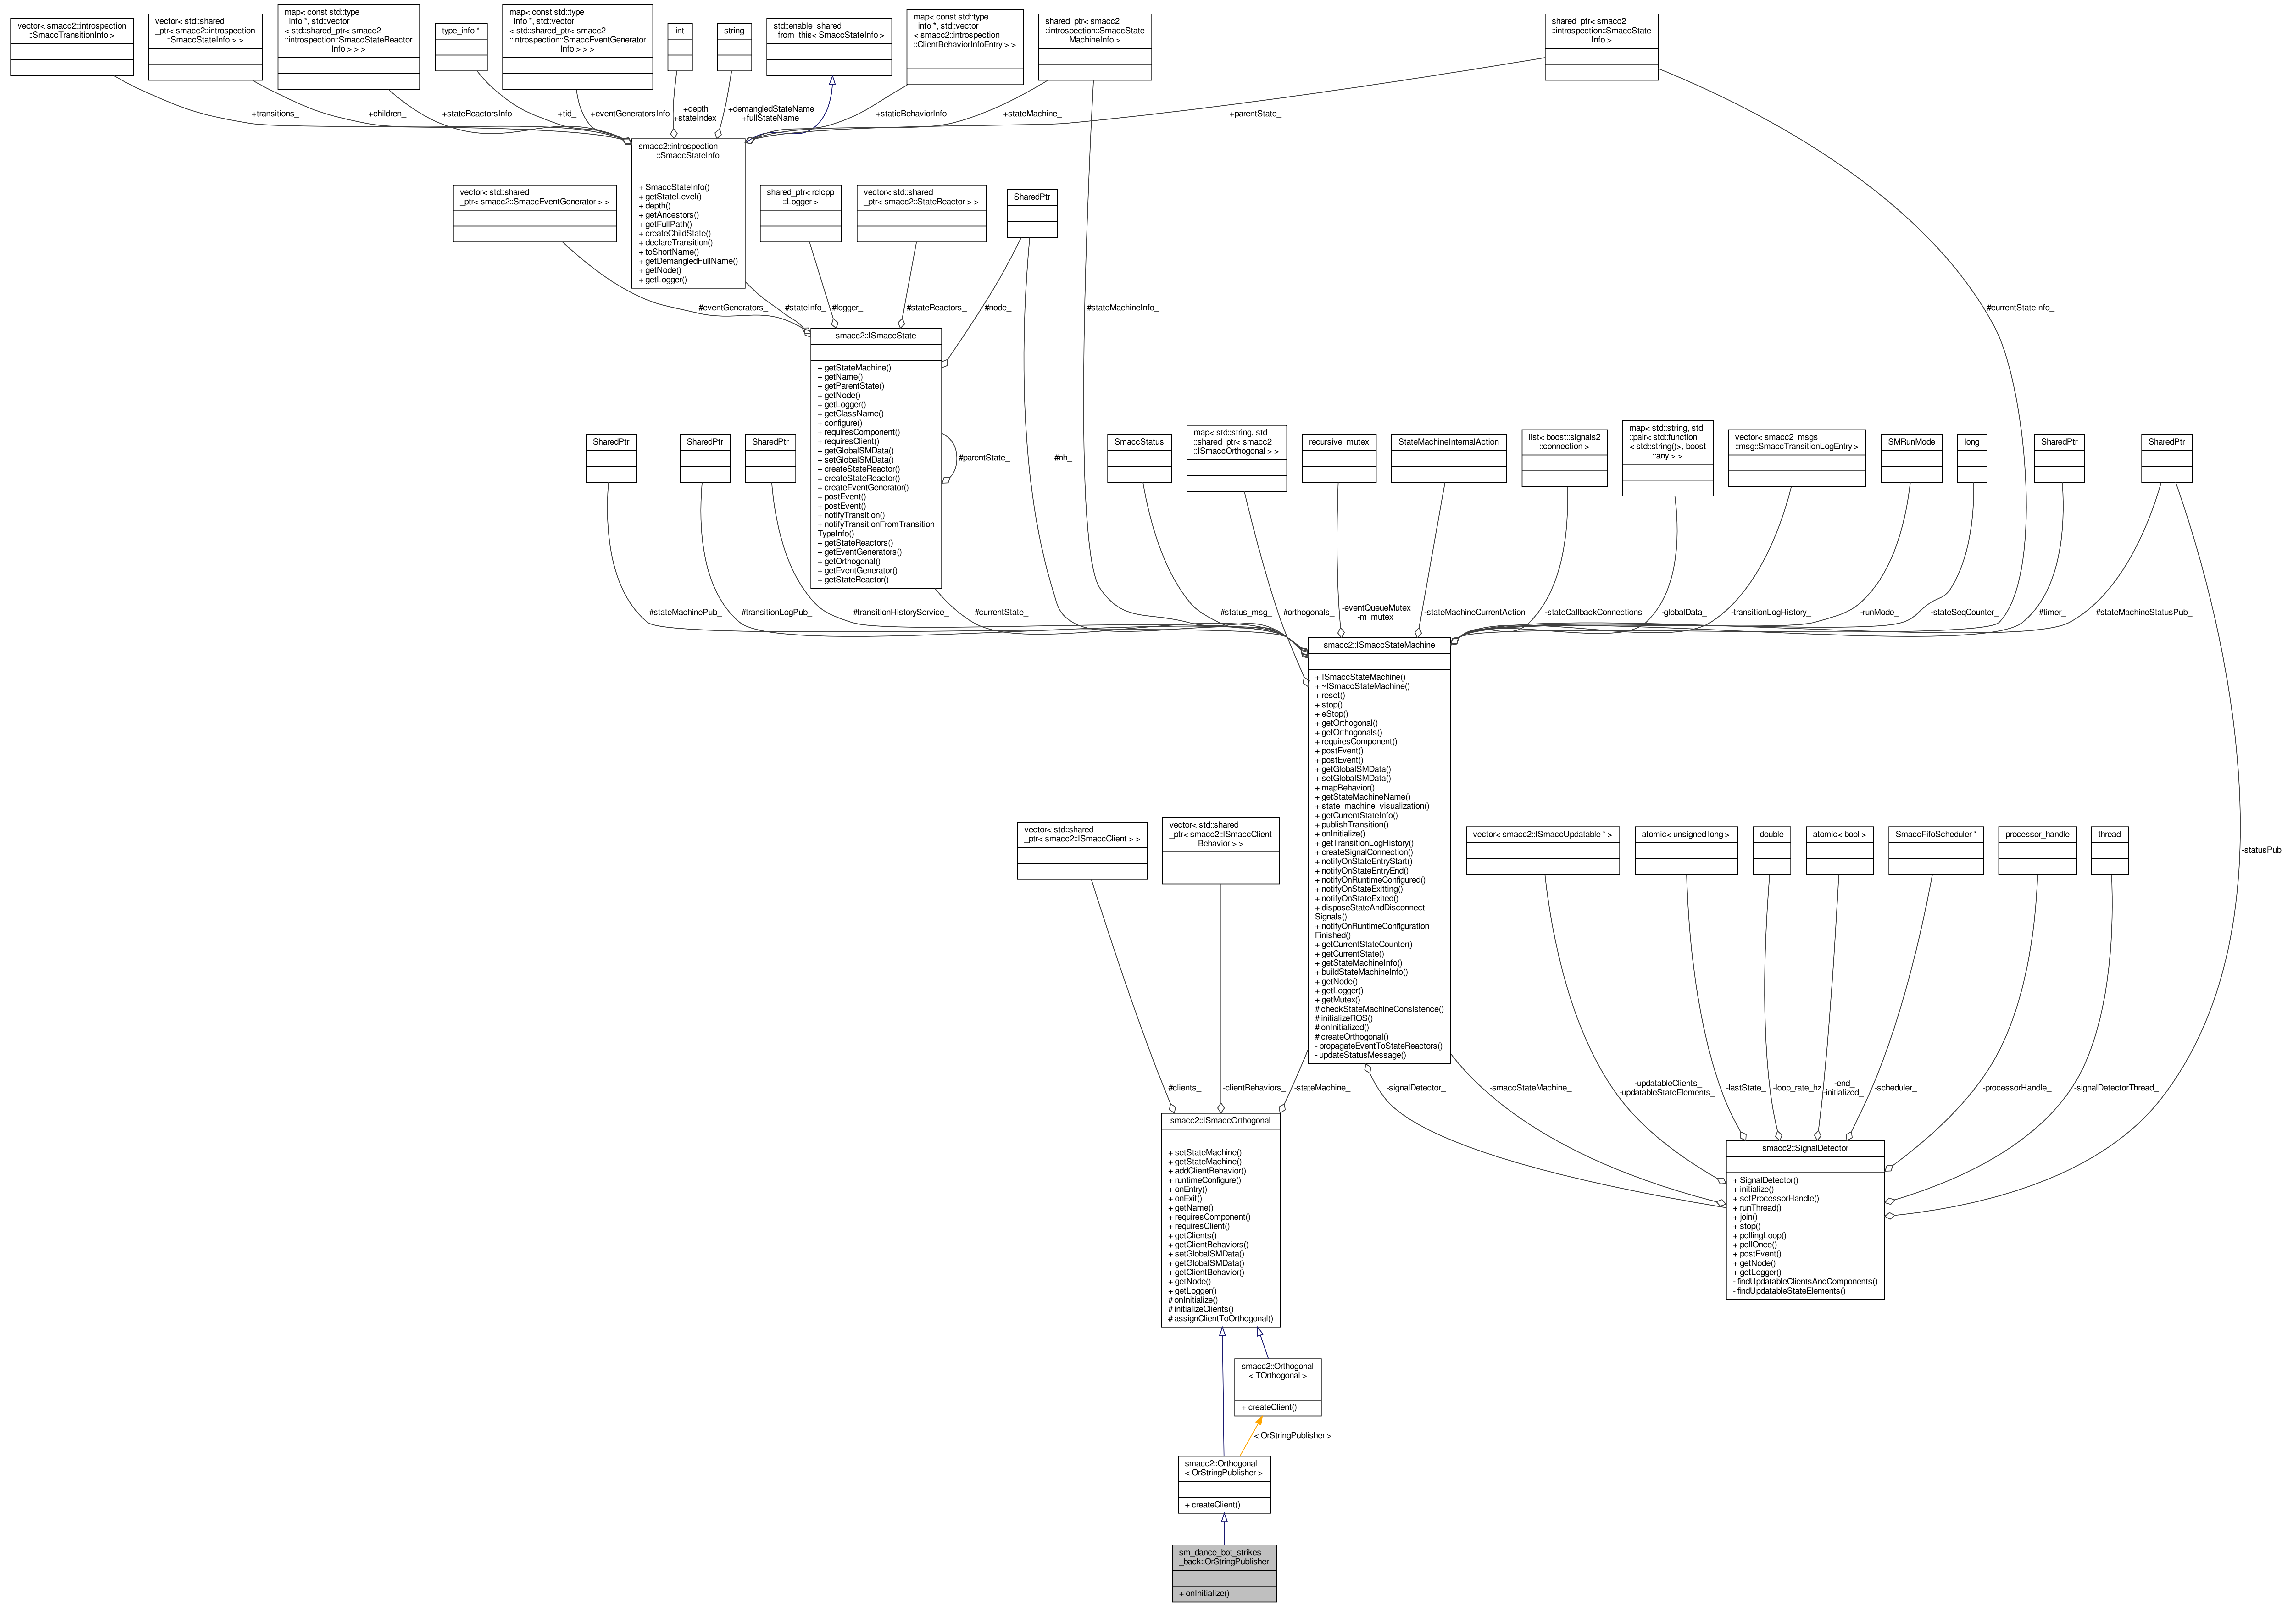 vector< smacc2::introspection
::SmaccTransitionInfo >
vector< std::shared
_ptr< smacc2::introspection
::SmaccStateInfo > >
map< const std::type
_info *, std::vector
< std::shared_ptr< smacc2
::introspection::SmaccStateReactor
Info > > >
type_info *
map< const std::type
_info *, std::vector
< std::shared_ptr< smacc2
::introspection::SmaccEventGenerator
Info > > >
int
string
std::enable_shared
_from_this< SmaccStateInfo >
map< const std::type
_info *, std::vector
< smacc2::introspection
::ClientBehaviorInfoEntry > >
shared_ptr< smacc2
::introspection::SmaccState
MachineInfo >
shared_ptr< smacc2
::introspection::SmaccState
Info >
+transitions_
+children_
+stateReactorsInfo
+tid_
+eventGeneratorsInfo
+depth_
+stateIndex_
+demangledStateName
+fullStateName
+staticBehaviorInfo
+stateMachine_
+parentState_
smacc2::introspection
::SmaccStateInfo
+ SmaccStateInfo()
+ getStateLevel()
+ depth()
+ getAncestors()
+ getFullPath()
+ createChildState()
+ declareTransition()
+ toShortName()
+ getDemangledFullName()
+ getNode()
+ getLogger()
vector< std::shared
_ptr< smacc2::SmaccEventGenerator > >
shared_ptr< rclcpp
::Logger >
vector< std::shared
_ptr< smacc2::StateReactor > >
SharedPtr
#eventGenerators_
#stateInfo_
#logger_
#stateReactors_
#node_
#stateMachineInfo_
#currentStateInfo_
smacc2::ISmaccState
+ getStateMachine()
+ getName()
+ getParentState()
+ getNode()
+ getLogger()
+ getClassName()
+ configure()
+ requiresComponent()
+ requiresClient()
+ getGlobalSMData()
+ setGlobalSMData()
+ createStateReactor()
+ createStateReactor()
+ createEventGenerator()
+ postEvent()
+ postEvent()
+ notifyTransition()
+ notifyTransitionFromTransition
TypeInfo()
+ getStateReactors()
+ getEventGenerators()
+ getOrthogonal()
+ getEventGenerator()
+ getStateReactor()
#parentState_
#nh_
SharedPtr
SharedPtr
SharedPtr
SmaccStatus
map< std::string, std
::shared_ptr< smacc2
::ISmaccOrthogonal > >
recursive_mutex
StateMachineInternalAction
list< boost::signals2
::connection >
map< std::string, std
::pair< std::function
< std::string()>, boost
::any > >
vector< smacc2_msgs
::msg::SmaccTransitionLogEntry >
SMRunMode
long
SharedPtr
SharedPtr
#stateMachinePub_
#transitionLogPub_
#transitionHistoryService_
#currentState_
#status_msg_
#orthogonals_
-eventQueueMutex_
-m_mutex_
-stateMachineCurrentAction
-stateCallbackConnections
-globalData_
-transitionLogHistory_
-runMode_
-stateSeqCounter_
#timer_
#stateMachineStatusPub_
smacc2::ISmaccStateMachine
+ ISmaccStateMachine()
+ ~ISmaccStateMachine()
+ reset()
+ stop()
+ eStop()
+ getOrthogonal()
+ getOrthogonals()
+ requiresComponent()
+ postEvent()
+ postEvent()
+ getGlobalSMData()
+ setGlobalSMData()
+ mapBehavior()
+ getStateMachineName()
+ state_machine_visualization()
+ getCurrentStateInfo()
+ publishTransition()
+ onInitialize()
+ getTransitionLogHistory()
+ createSignalConnection()
+ notifyOnStateEntryStart()
+ notifyOnStateEntryEnd()
+ notifyOnRuntimeConfigured()
+ notifyOnStateExitting()
+ notifyOnStateExited()
+ disposeStateAndDisconnect
Signals()
+ notifyOnRuntimeConfiguration
Finished()
+ getCurrentStateCounter()
+ getCurrentState()
+ getStateMachineInfo()
+ buildStateMachineInfo()
+ getNode()
+ getLogger()
+ getMutex()
# checkStateMachineConsistence()
# initializeROS()
# onInitialized()
# createOrthogonal()
- propagateEventToStateReactors()
- updateStatusMessage()
vector< std::shared
_ptr< smacc2::ISmaccClient > >
vector< std::shared
_ptr< smacc2::ISmaccClient
Behavior > >
vector< smacc2::ISmaccUpdatable * >
atomic< unsigned long >
double
atomic< bool >
SmaccFifoScheduler *
processor_handle
thread
-statusPub_
#clients_
-clientBehaviors_
-stateMachine_
-signalDetector_
-smaccStateMachine_
-updatableClients_
-updatableStateElements_
-lastState_
-loop_rate_hz
-end_
-initialized_
-scheduler_
-processorHandle_
-signalDetectorThread_
smacc2::ISmaccOrthogonal
+ setStateMachine()
+ getStateMachine()
+ addClientBehavior()
+ runtimeConfigure()
+ onEntry()
+ onExit()
+ getName()
+ requiresComponent()
+ requiresClient()
+ getClients()
+ getClientBehaviors()
+ setGlobalSMData()
+ getGlobalSMData()
+ getClientBehavior()
+ getNode()
+ getLogger()
# onInitialize()
# initializeClients()
# assignClientToOrthogonal()
smacc2::SignalDetector
+ SignalDetector()
+ initialize()
+ setProcessorHandle()
+ runThread()
+ join()
+ stop()
+ pollingLoop()
+ pollOnce()
+ postEvent()
+ getNode()
+ getLogger()
- findUpdatableClientsAndComponents()
- findUpdatableStateElements()
smacc2::Orthogonal
< TOrthogonal >
+ createClient()
< OrStringPublisher >
smacc2::Orthogonal
< OrStringPublisher >
+ createClient()
sm_dance_bot_strikes
_back::OrStringPublisher
+ onInitialize()